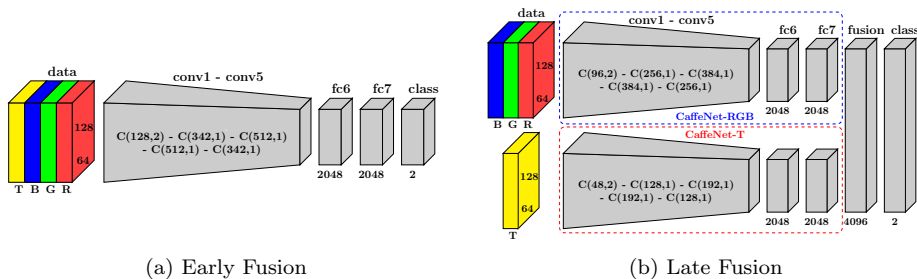 data
conv1 - conv5
fc6
fc7
class
128
64
C(128,2) - C(342,1) - C(512,1)
- C(512,1) - C(342,1)
T B G R
2048
2048
2
(a) Early Fusion
data
conv1 - conv5
fc6
fc7
fusion
class
128
64
C(96,2) - C(256,1) - C(384,1)
- C(384,1) - C(256,1)
B G R
2048
2048
CaffeNet-RGB
CaffeNet-T
128
64
C(48,2) - C(128,1) - C(192,1)
- C(192,1) - C(128,1)
T
2048
2048
4096
2
(b) Late Fusion